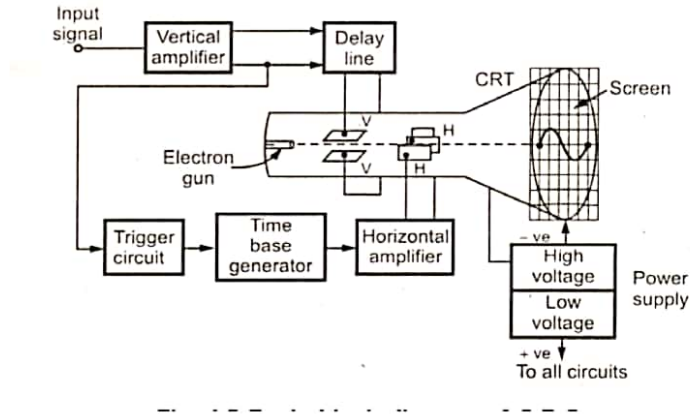 Input
signal
Vertical
amplifier
Delay
line
CRT
Screen
V
H
Electron
gun
V
H
Trigger
circuit
Time
base
generator
Horizontal
amplifier
– ve
High
voltage
Low
voltage
Power
supply
+ ve
To all circuits